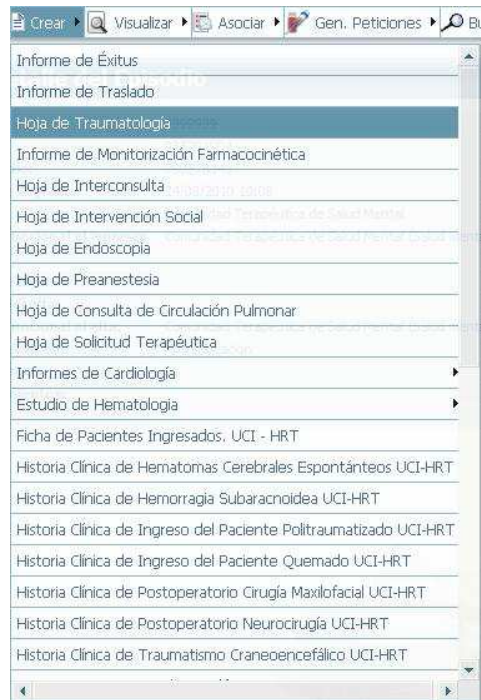 Crear Visualizar Asociar Gen. Peticiones
Informe de Éxitus
Informe de Traslado
Hoja de Traumatología
Informe de Monitorización Farmacocinética
Hoja de Interconsulta
Hoja de Intervención Social
Hoja de Endoscopia
Hoja de Preanestesia
Hoja de Consulta de Circulación Pulmonar
Hoja de Solicitud Terapéutica
Informes de Cardiología
Estudio de Hematologia
Ficha de Pacientes Ingresados. UCI - HRT
Historia Clínica de Hematomas Cerebrales Espontánteos UCI-HRT
Historia Clínica de Hemorragia Subaracnoidea UCI-HRT
Historia Clínica de Ingreso del Paciente Politraumatizado UCI-HRT
Historia Clínica de Ingreso del Paciente Quemado UCI-HRT
Historia Clínica de Postoperatorio Cirugía Maxilofacial UCI-HRT
Historia Clínica de Postoperatorio Neurocirugía UCI-HRT
Historia Clínica de Traumatismo Craneoencefálico UCI-HRT